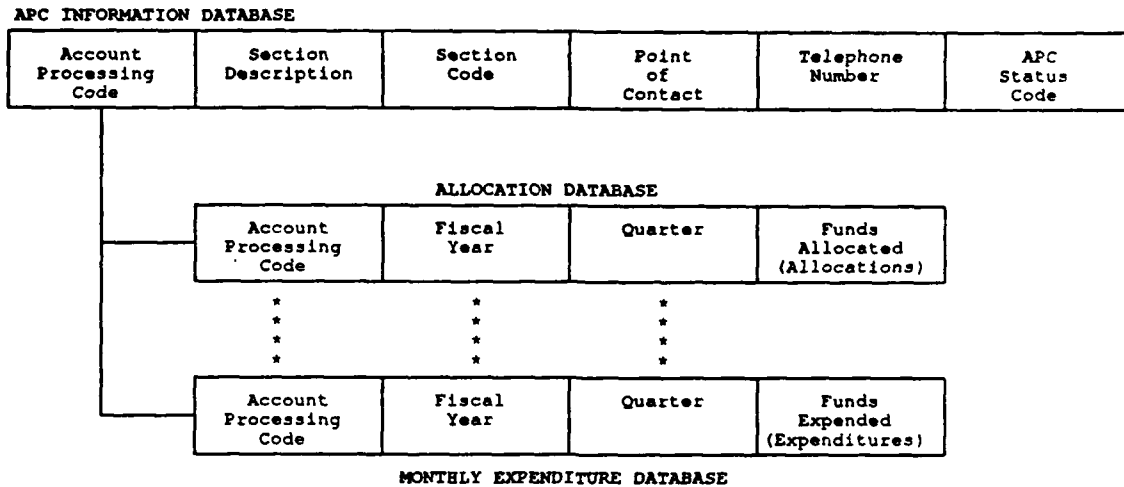 APC INFORMATION DATABASE
Account Processing Code
Section Description
Section Code
Point of Contact
Telephone Number
APC Status Code
ALLOCATION DATABASE
Account Processing Code
Fiscal Year
Quarter
Funds Allocated (Allocations)
* * *
* * *
* * *
* * *
Account Processing Code
Fiscal Year
Quarter
Funds Expended (Expenditures)
MONTHLY EXPENDITURE DATABASE